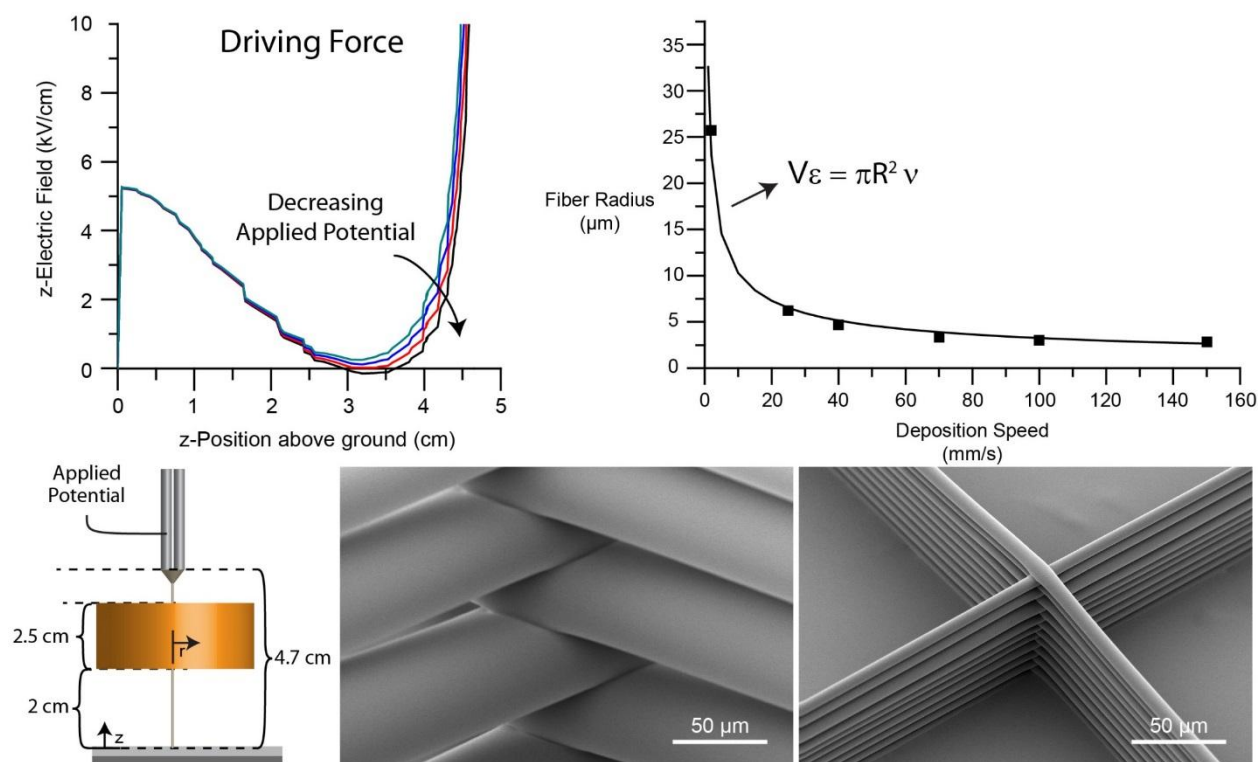 10
8
6
4
2
0
z-Electric Field (kV/cm)
Driving Force
Decreasing
Applied Potential
0 1 2 3 4 5
z-Position above ground (cm)
35
30
25
20
15
10
5
0
Fiber Radius
(μm)
Vε = πR² ν
0 20 40 60 80 100 120 140 160
Deposition Speed
(mm/s)
Applied
Potential
2.5 cm
r
4.7 cm
2 cm
z
50 μm
50 μm